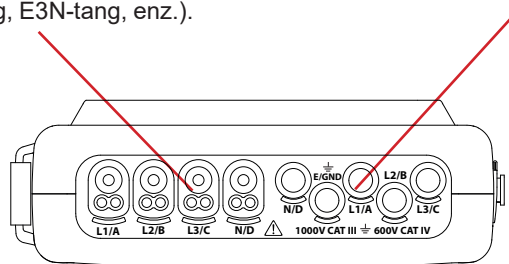 g, E3N-tang, enz.).
E/GND L2/B
N/D L1/A L3/C
L1/A L2/B L3/C N/D ⚠ 1000V CAT III ⏚ 600V CAT IV